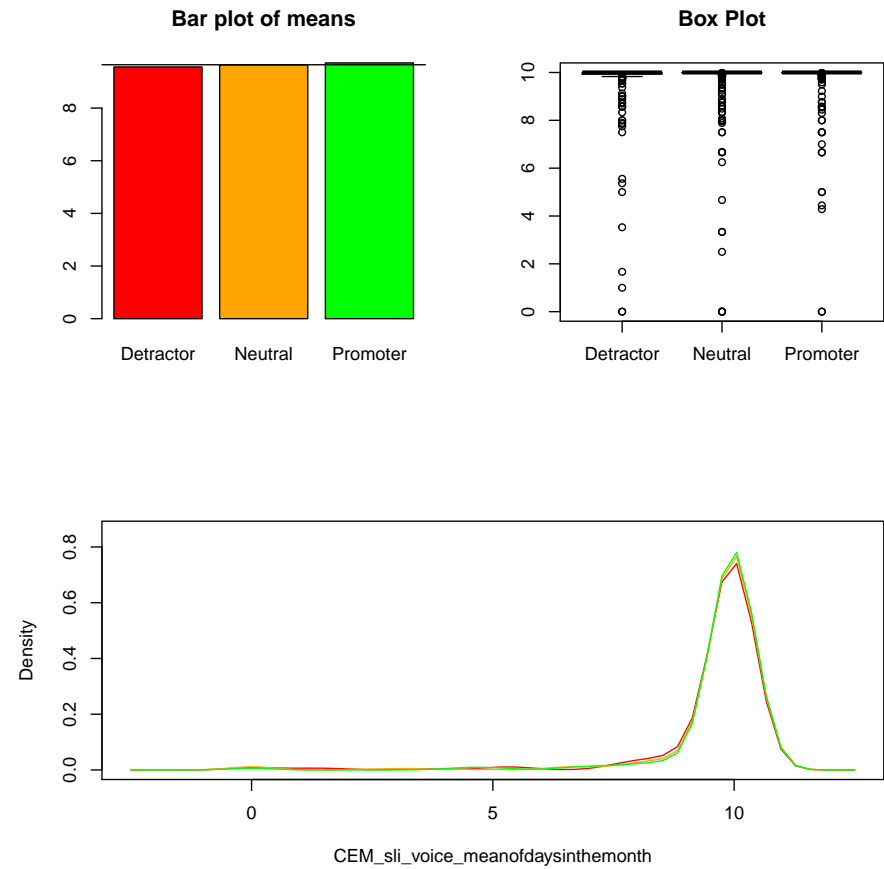 Bar plot of means
8
6
4
2
0
Detractor Neutral Promoter
Box Plot
10
8
6
4
2
0
Detractor Neutral Promoter
Density
0.8
0.6
0.4
0.2
0.0
0 5 10
CEM_sli_voice_meanofdaysinthemonth